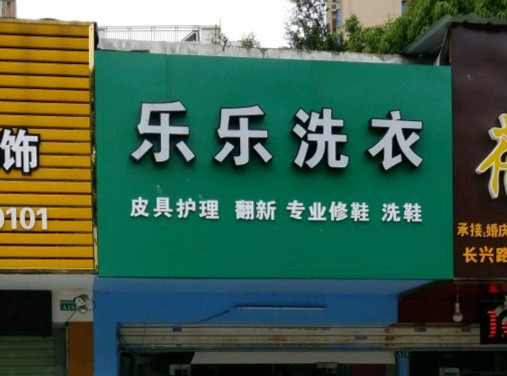 饰
0101
乐乐洗衣
皮具护理 翻新 专业修鞋 洗鞋
承接,婚庆
长兴路